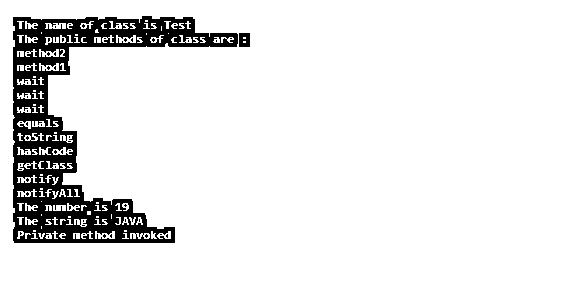 The name of class is Test
The public methods of class are :
method2
method1
wait
wait
wait
equals
toString
hashCode
getClass
notify
notifyAll
The number is 19
The string is JAVA
Private method invoked